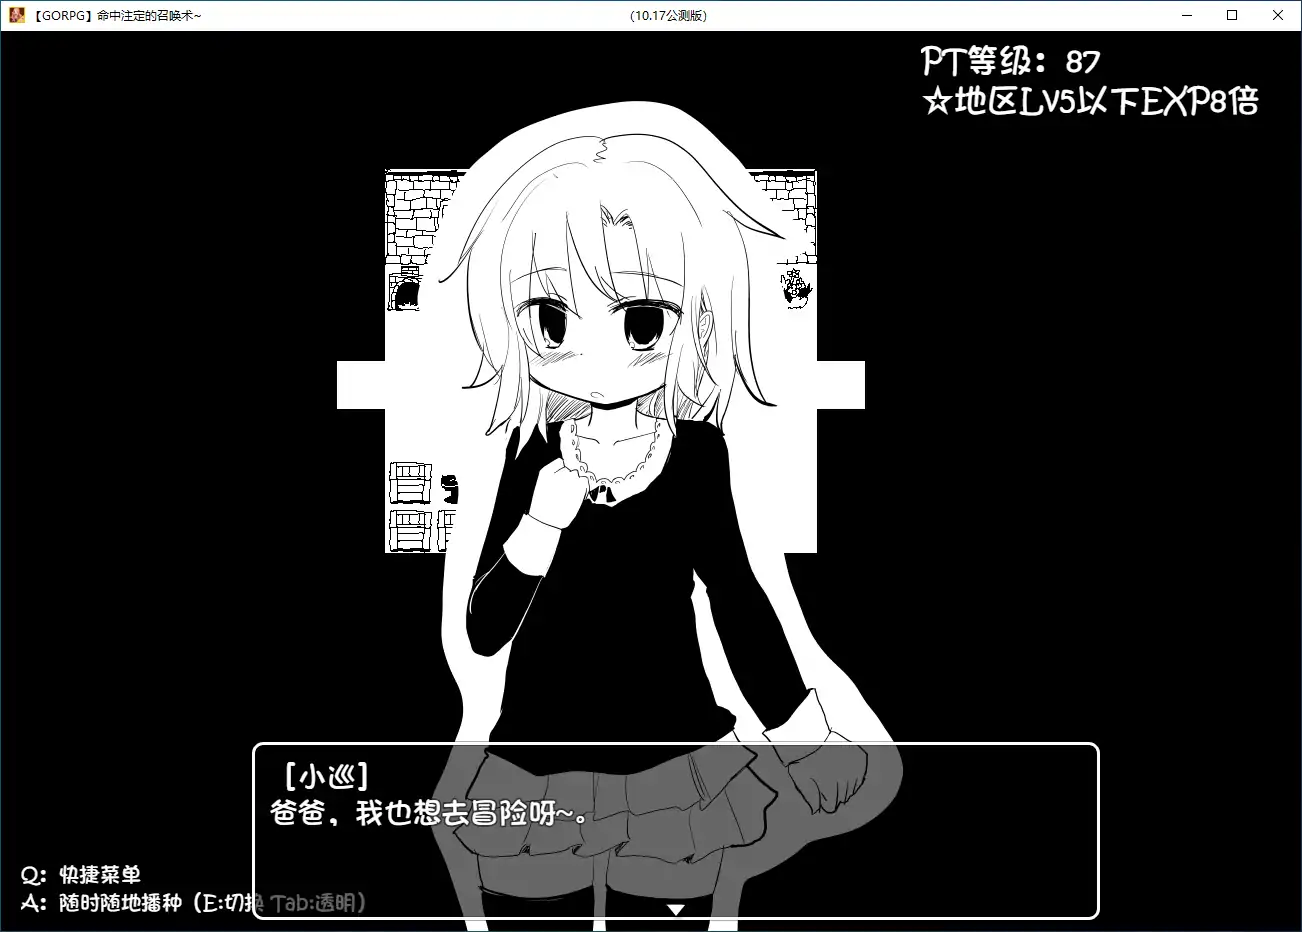 【GORPG】命中注定的召唤术~ (10.17公测版)
PT等级：87
☆地区LV5以下EXP8倍
[小巡]
爸爸，我也想去冒险呀~。
Q：快捷菜单
A：随时随地播种（E:切换 Tab:透明）